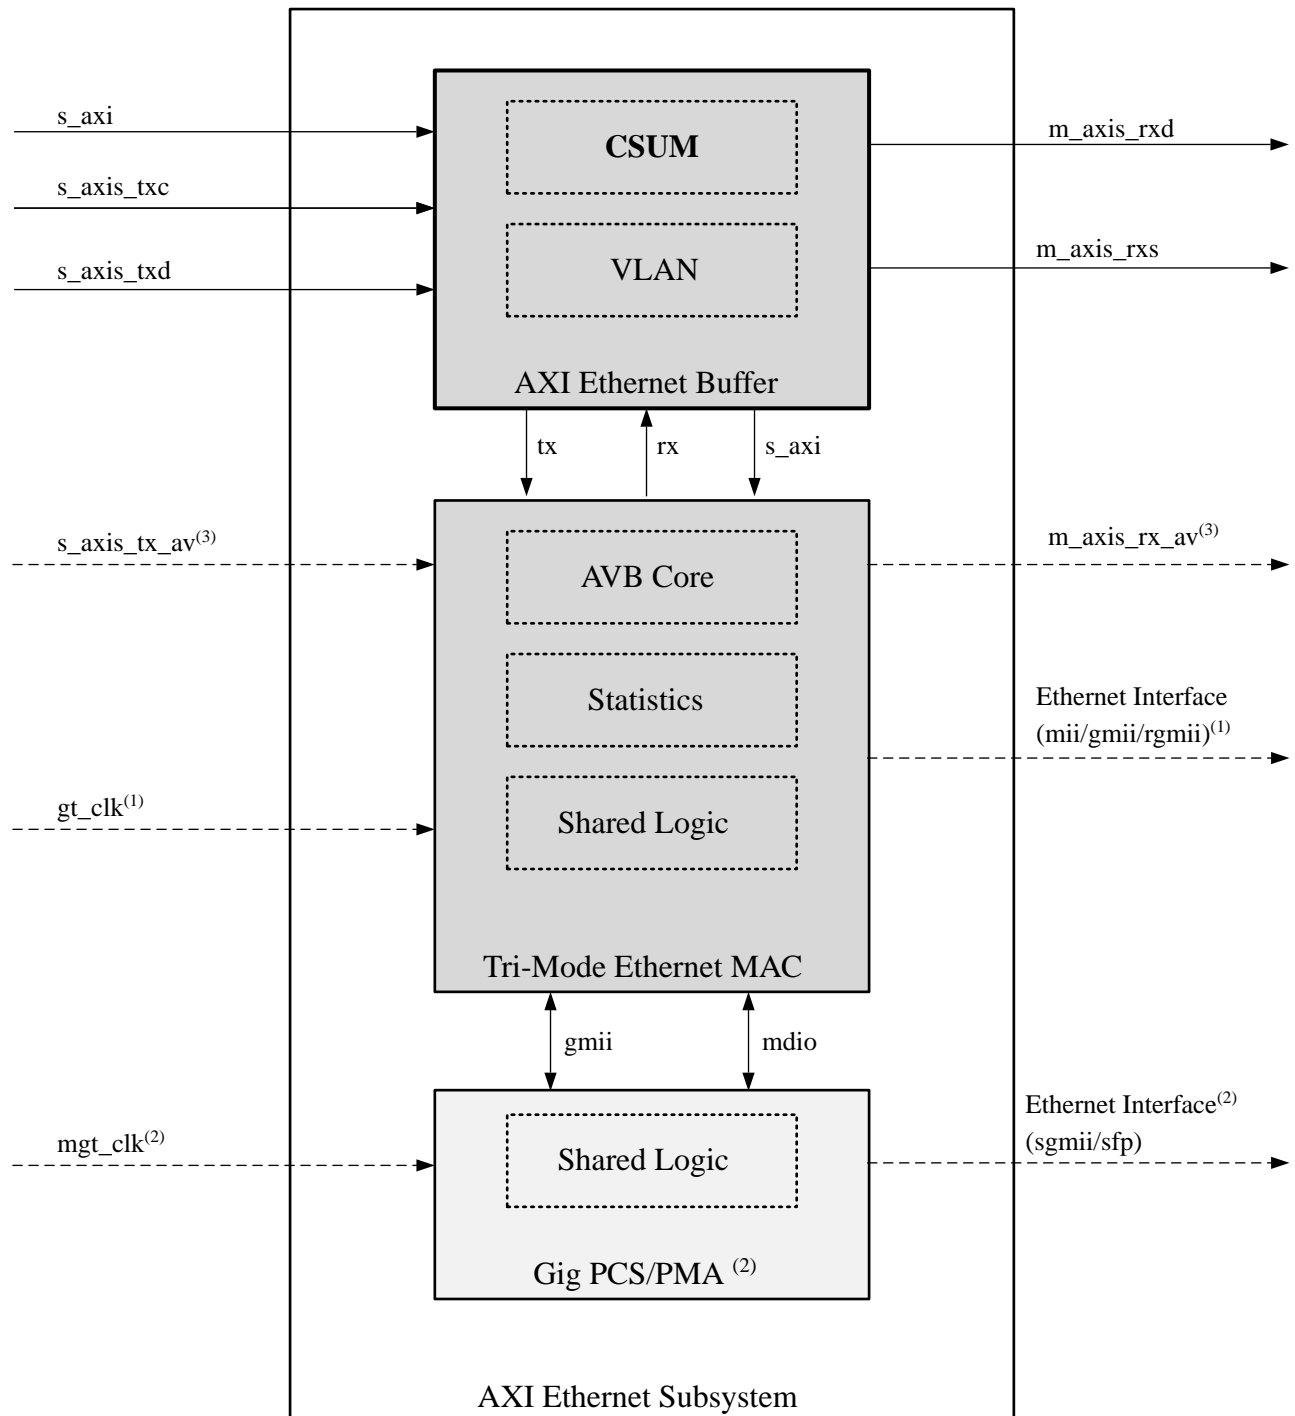 s_axi
CSUM
m_axis_rxd
s_axis_txc
VLAN
m_axis_rxs
s_axis_txd
AXI Ethernet Buffer
tx
rx
s_axi
s_axis_tx_av(3)
AVB Core
m_axis_rx_av(3)
Statistics
Ethernet Interface
(mii/gmii/rgmii)(1)
gt_clk(1)
Shared Logic
Tri-Mode Ethernet MAC
gmii
mdio
mgt_clk(2)
Shared Logic
Ethernet Interface(2)
(sgmii/sfp)
Gig PCS/PMA (2)
AXI Ethernet Subsystem